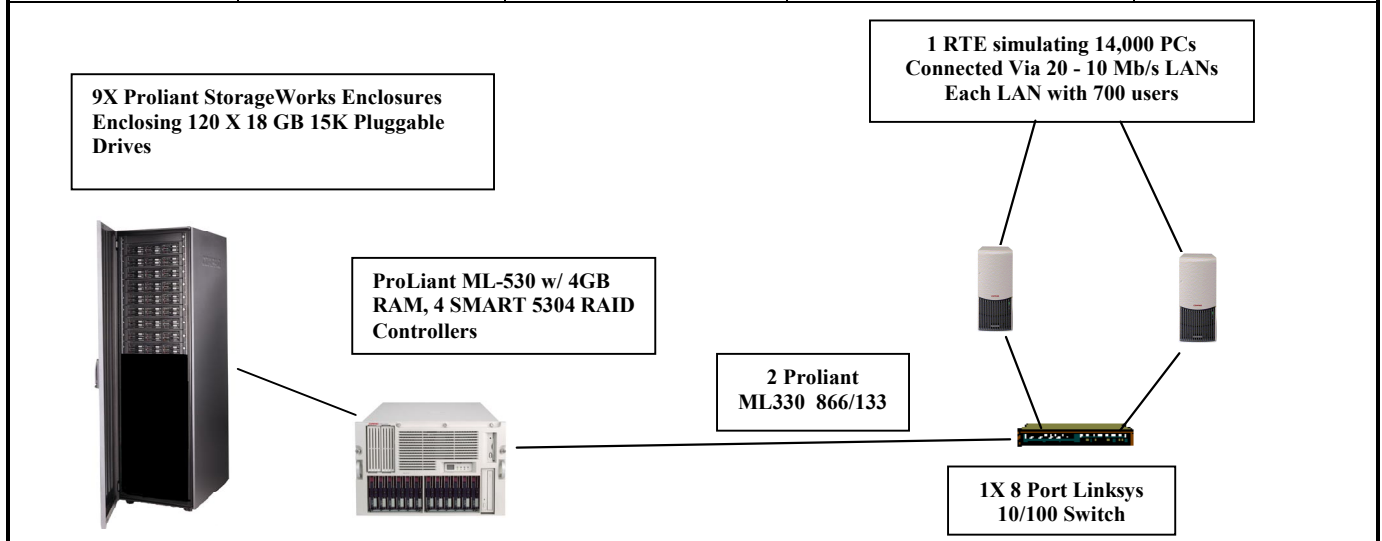 1 RTE simulating 14,000 PCs
Connected Via 20 - 10 Mb/s LANs
Each LAN with 700 users
9X Proliant StorageWorks Enclosures
Enclosing 120 X 18 GB 15K Pluggable
Drives
ProLiant ML-530 w/ 4GB
RAM, 4 SMART 5304 RAID
Controllers
2 Proliant
ML330 866/133
1X 8 Port Linksys
10/100 Switch